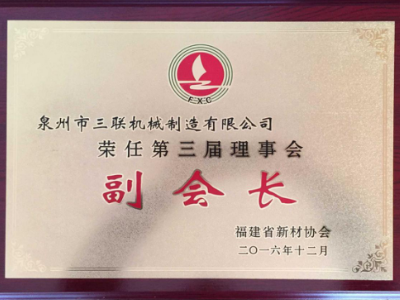 FXC
泉州市三联机械制造有限公司
荣任第三届理事会
副会长
福建省新材协会
二〇一六年十二月